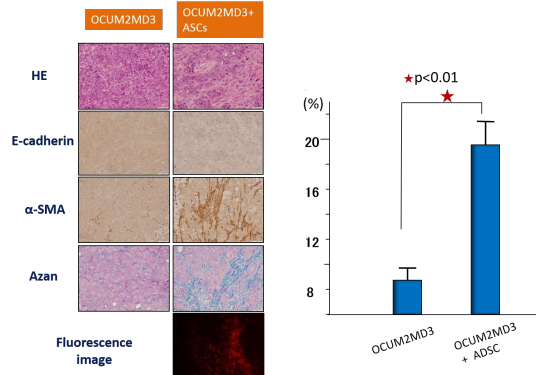 OCUM2MD3
OCUM2MD3+
ASCs
HE
E-cadherin
α-SMA
Azan
Fluorescence
image
★p<0.01
★
(%)
20
16
12
8
OCUM2MD3
OCUM2MD3
+ ADSC